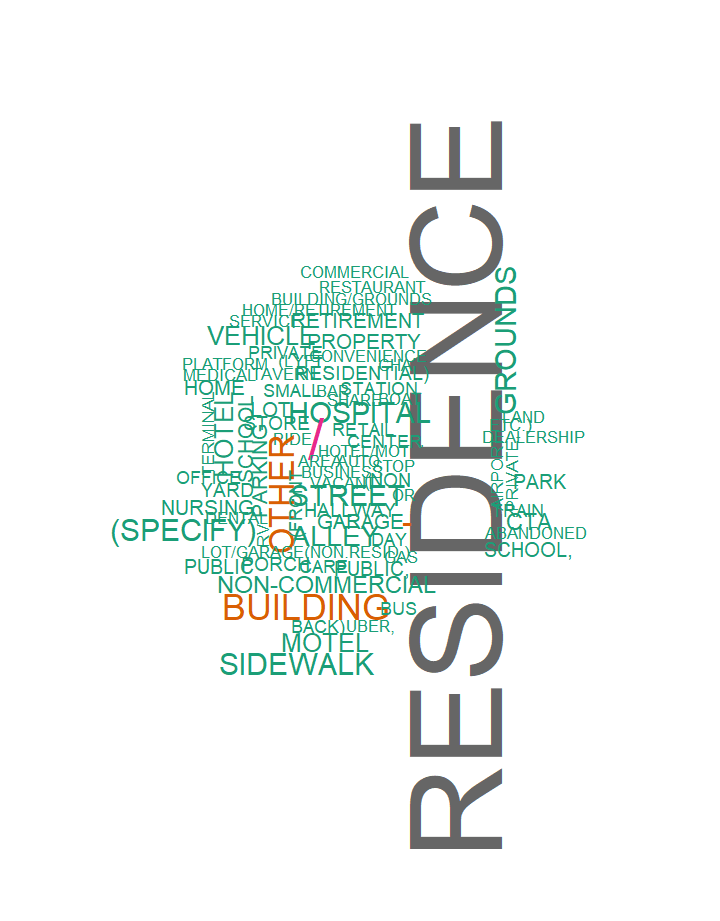 COMMERCIAL
RESTAURANT
BUILDING/GROUNDS
HOME/RETIREMENT
SERVICE
RETIREMENT
VEHICLE
PROPERTY
PRIVATE
CONVENIENCE
PLATFORM
(LYFT,
MEDICAL
TAVERN
RESIDENTIAL)
HOME
SMALL
BAR
STATION
SHARE
BOAT
LOT
HOSPITAL
STORE
RETAIL
RIDE
CENTER,
HOTEL/MOTEL
AREA
AUTO
BUSINESS
STOP
VACANT
NON
OFFICE
YARD
STREET
OR
NURSING
HALLWAY
DENTAL
GARAGE
-
(SPECIFY)
ALLEY
DAY
LOT/GARAGE(NON.RESID.)
GAS
PUBLIC
PORCH
CARE
PUBLIC,
NON-COMMERCIAL
BUILDING
BUS
BACK)
UBER,
MOTEL
SIDEWALK
TERMINAL
HOTEL
SCHOOL
PARKING
OTHER
FRONT
/
RESIDENCE
GROUNDS
LAND
ETC.)
DEALERSHIP
AIRPORT
PRIVATE
PARK
TRAIN
CTA
ABANDONED
SCHOOL,